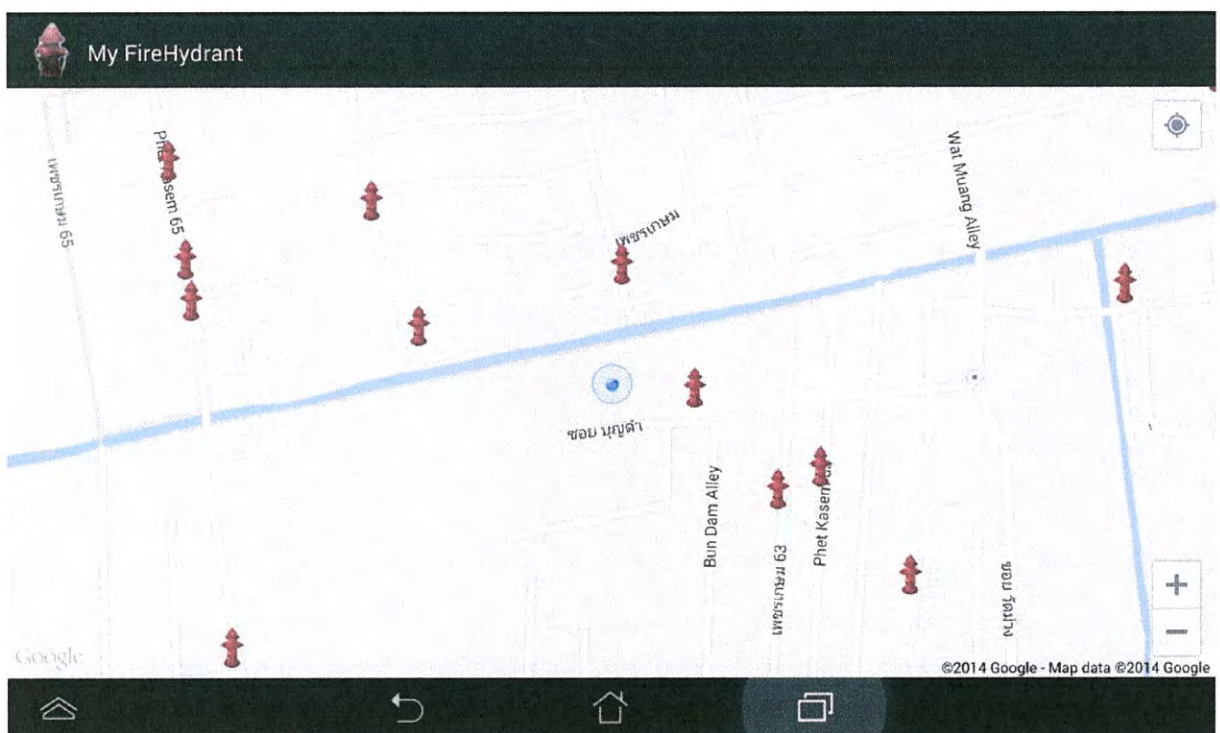 My FireHydrant
Phet Kasem 65
เพชรเกษม 65
Wat Muang Alley
เพชรเกษม
ซอย บุญดำ
Bun Dam Alley
เพชรเกษม 63
Phet Kasem 63
ซอย วัดม่วง
Google
©2014 Google - Map data ©2014 Google